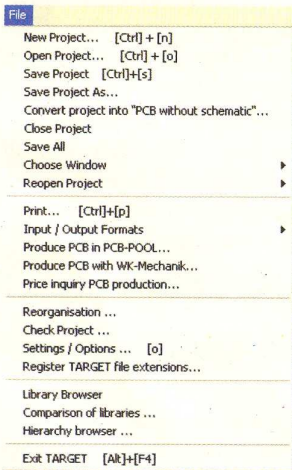 File
New Project... [Ctrl] + [n]
Open Project... [Ctrl] + [o]
Save Project [Ctrl]+[s]
Save Project As...
Convert project into "PCB without schematic"...
Close Project
Save All
Choose Window
Reopen Project
Print... [Ctrl]+[p]
Input / Output Formats
Produce PCB in PCB-POOL...
Produce PCB with WK-Mechanik...
Price inquiry PCB production...
Reorganisation ...
Check Project ...
Settings / Options ... [o]
Register TARGET file extensions...
Library Browser
Comparison of libraries ...
Hierarchy browser ...
Exit TARGET [Alt]+[F4]